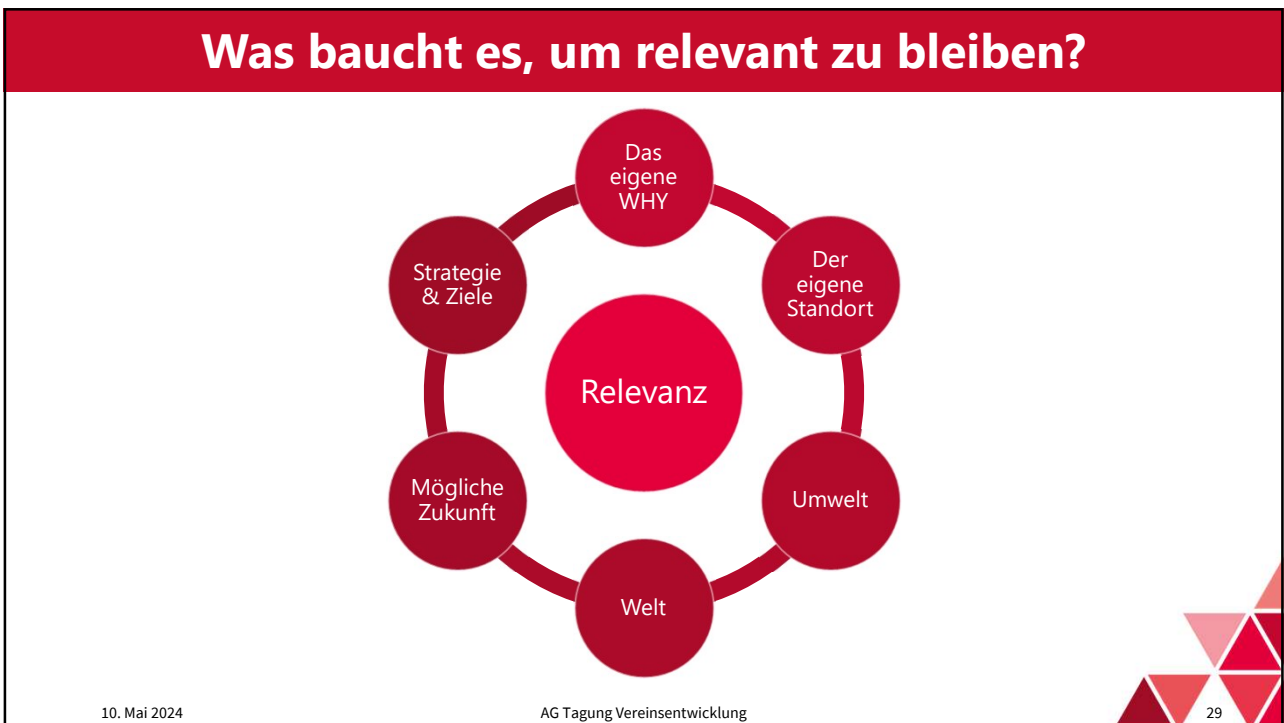 Was baucht es, um relevant zu bleiben?
Das
eigene
WHY
Der
eigene
Standort
Umwelt
Welt
Mögliche
Zukunft
Strategie
& Ziele
Relevanz
10. Mai 2024
AG Tagung Vereinsentwicklung
29